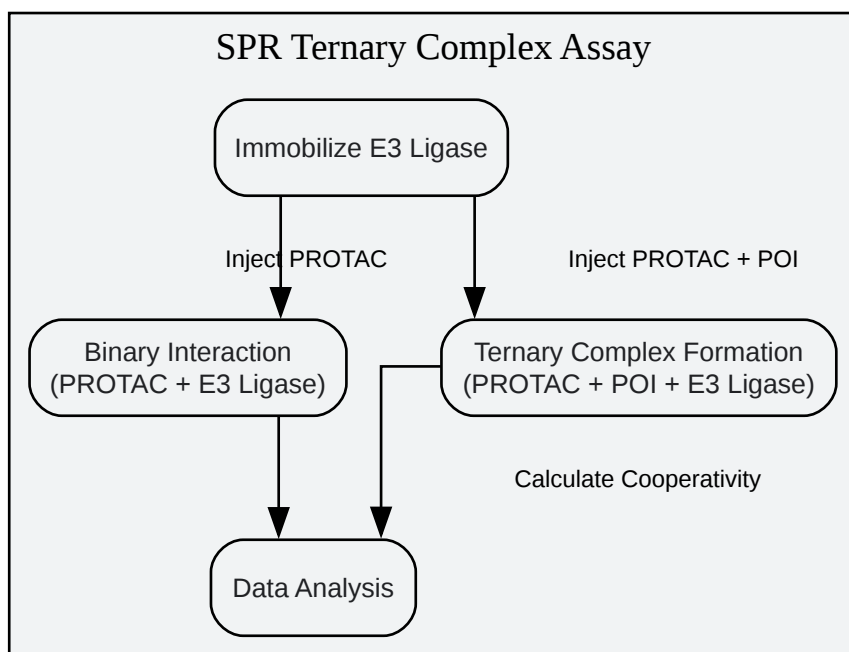 SPR Ternary Complex Assay
Immobilize E3 Ligase
Inject PROTAC
Inject PROTAC + POI
Binary Interaction
(PROTAC + E3 Ligase)
Ternary Complex Formation
(PROTAC + POI + E3 Ligase)
Calculate Cooperativity
Data Analysis